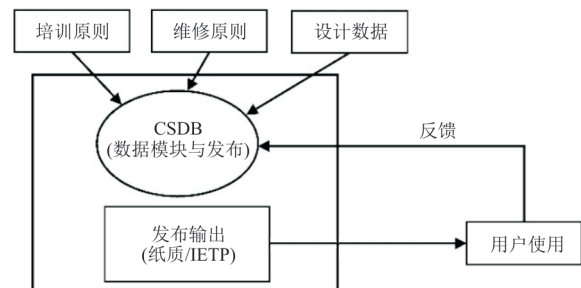 培训原则
维修原则
设计数据
CSDB
(数据模块与发布)
反馈
发布输出
(纸质/IETP)
用户使用